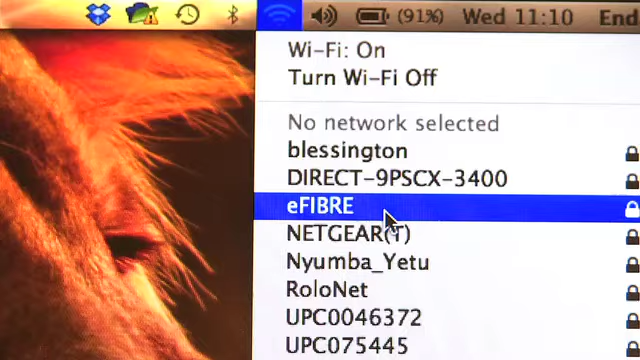 (91%) Wed 11:10 End
Wi-Fi: On
Turn Wi-Fi Off
No network selected
blessington
DIRECT-9PSCX-3400
eFIBRE
NETGEAR(T)
Nyumba_Yetu
RoloNet
UPC0046372
UPC075445